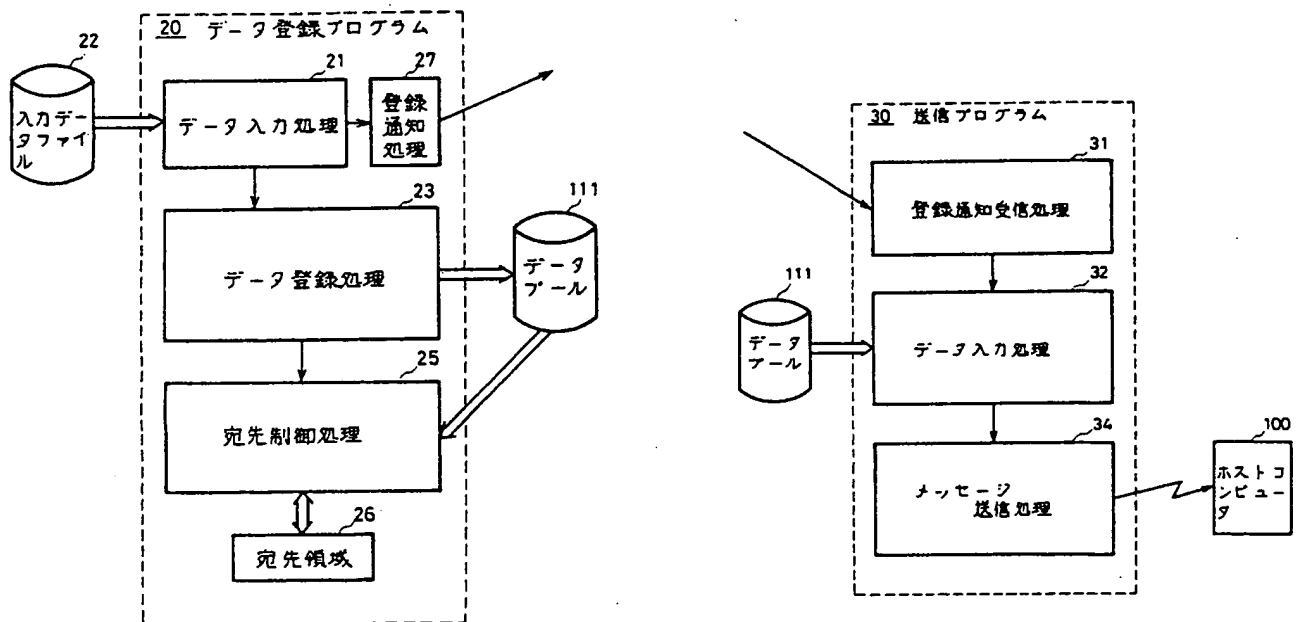 20 データ登録プログラム
22
入力デー
タファイ
ル
21
データ入力処理
27
登録
通知
処理
23
データ登録処理
111
データ
プール
25
宛先制御処理
26
宛先領域
30 送信プログラム
31
登録通知受信処理
111
データ
プール
32
データ入力処理
34
メッセージ
送信処理
100
ホストコ
ンピュー
タ